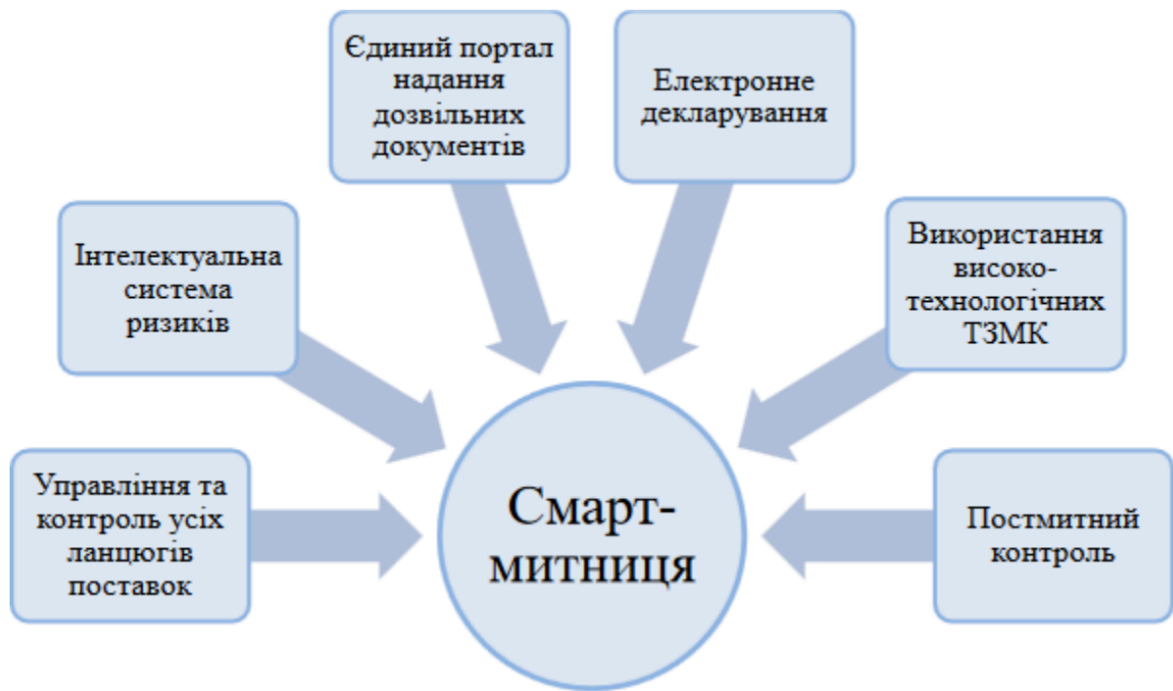 Єдиний портал
надання
дозвільних
документів
Електронне
декларування
Інтелектуальна
система
ризиків
Використання
високо-
технологічних
ТЗМК
Управління та
контроль усіх
ланцюгів
поставок
Смарт-
митниця
Постмитний
контроль